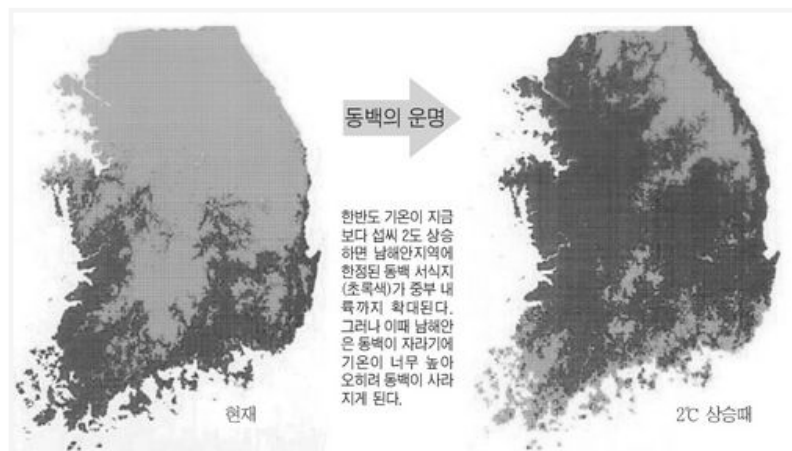 동백의 운명
한반도 기온이 지금
보다 섭씨 2도 상승
하면 남해안지역에
한정된 동백 서식지
(초록색)가 중부 내
륙까지 확대된다.
그러나 이때 남해안
은 동백이 자라기에
기온이 너무 높아
오히려 동백이 사라
지게 된다.
현재
2℃ 상승때